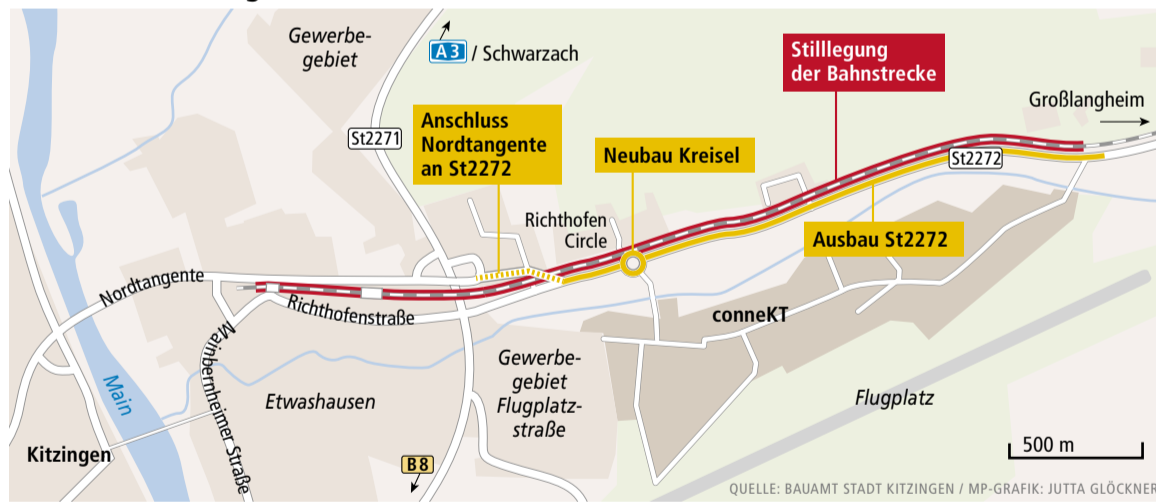 Gewerbe-
gebiet
A3 / Schwarzach
Stilllegung
der Bahnstrecke
Großlangheim
St2271
Anschluss
Nordtangente
an St2272
Neubau Kreisel
St2272
Richthofen
Circle
Ausbau St2272
Nordtangente
Richthofenstraße
conneKT
Mainbernheimer Straße
Main
Etwashausen
Gewerbe-
gebiet
Flugplatz-
straße
Flugplatz
Kitzingen
B8
500 m
QUELLE: BAUAMT STADT KITZINGEN / MP-GRAFIK: JUTTA GLÖCKNER